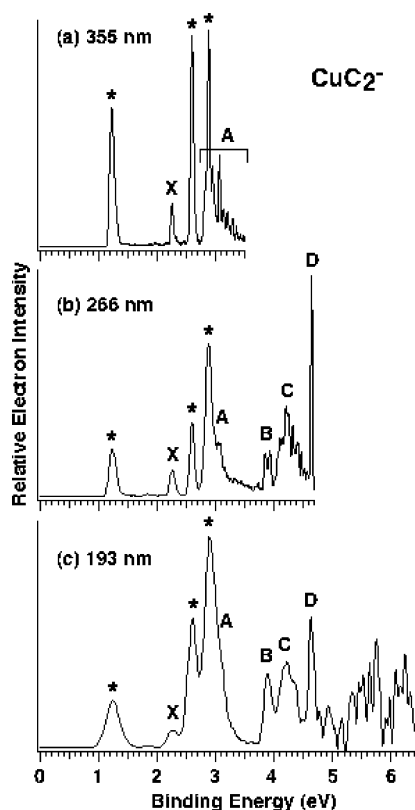 (a) 355 nm
CuC2-
*
*
*
A
X
(b) 266 nm
D
*
C
*
A
B
*
X
(c) 193 nm
*
*
A
D
B
C
*
X
0 1 2 3 4 5 6
Binding Energy (eV)
Relative Electron Intensity